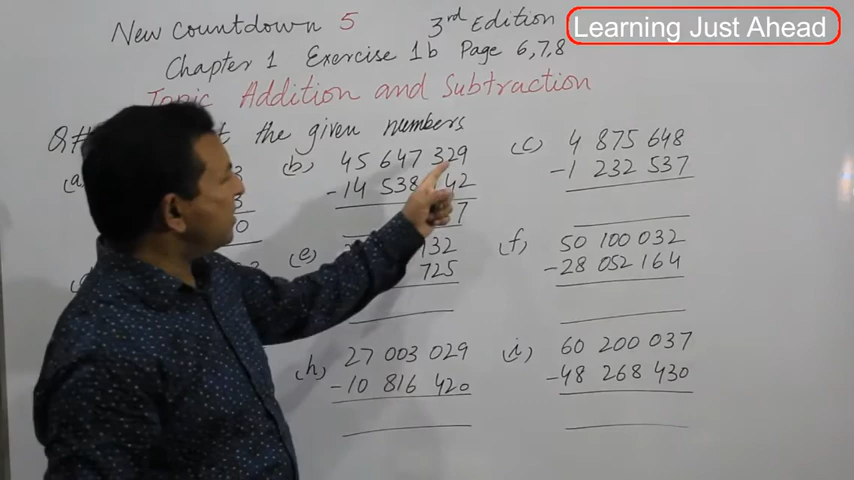 New Countdown 5 3rd Edition
Learning Just Ahead
Chapter 1 Exercise 1b Page 6,7,8
Topic Addition and Subtraction
the given numbers
(b) 45 647 329
-14 538 142
7
(c) 4 875 648
-1 232 537
(e) 132
725
(f) 50 100 032
-28 052 164
(h) 27 003 029
-10 816 420
(i) 60 200 037
-48 268 430